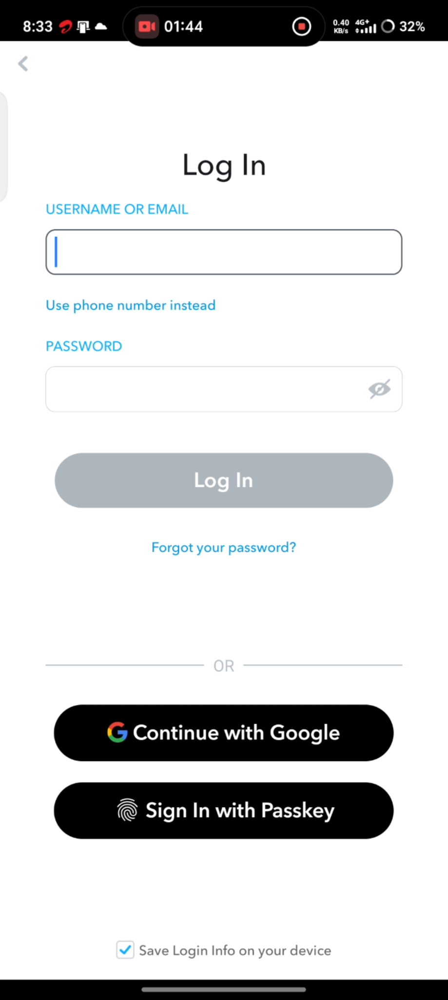 8:33 01:44 0.40 KB/s 4G+ 32%
Log In
USERNAME OR EMAIL
Use phone number instead
PASSWORD
Log In
Forgot your password?
OR
Continue with Google
Sign In with Passkey
Save Login Info on your device